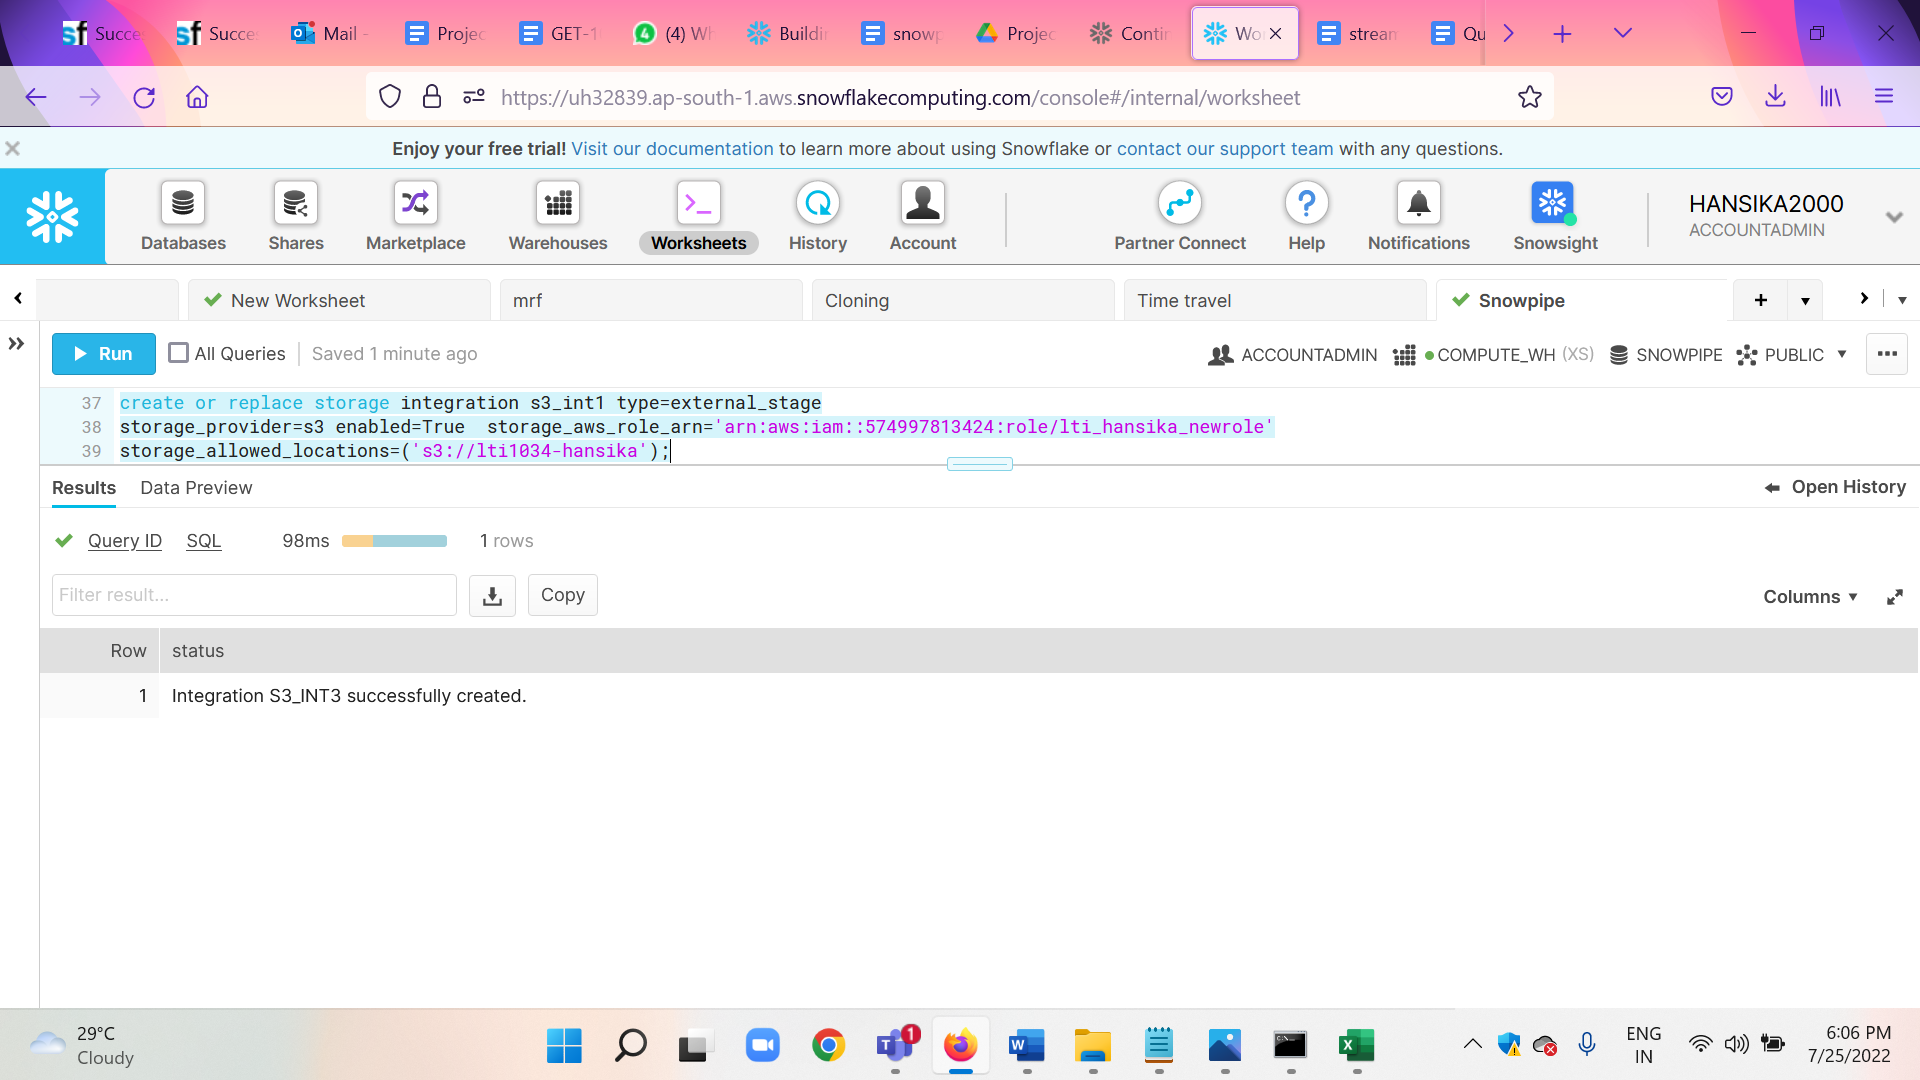 Succe
Succe
Mail -
Projec
GET-1
(4) Wh
Buildi
snowp
Projec
Contin
Wo
stream
Qu
https://uh32839.ap-south-1.aws.snowflakecomputing.com/console#/internal/worksheet
Enjoy your free trial! Visit our documentation to learn more about using Snowflake or contact our support team with any questions.
Databases
Shares
Marketplace
Warehouses
Worksheets
History
Account
Partner Connect
Help
Notifications
Snowsight
HANSIKA2000
ACCOUNTADMIN
New Worksheet
mrf
Cloning
Time travel
Snowpipe
Run
All Queries
Saved 1 minute ago
ACCOUNTADMIN
COMPUTE_WH (XS)
SNOWPIPE
PUBLIC
37 create or replace storage integration s3_int1 type=external_stage
38 storage_provider=s3 enabled=True  storage_aws_role_arn='arn:aws:iam::574997813424:role/lti_hansika_newrole'
39 storage_allowed_locations=('s3://lti1034-hansika');
Results
Data Preview
Open History
Query ID
SQL
98ms
1 rows
Filter result...
Copy
Columns
Row
status
1
Integration S3_INT3 successfully created.
29°C
Cloudy
1
ENG
IN
6:06 PM
7/25/2022